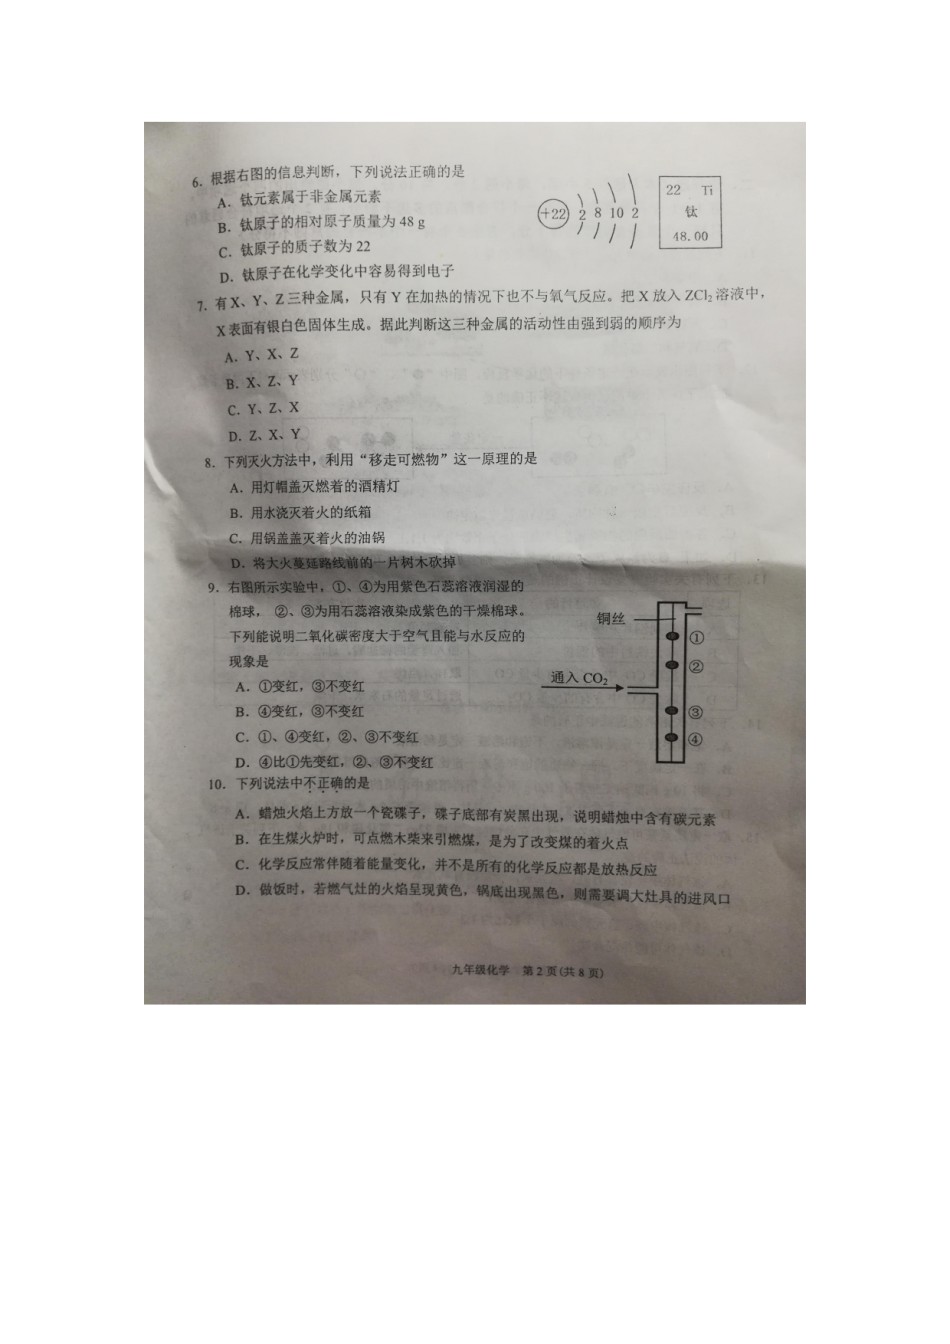 6. 根据右图的信息判断，下列说法正确的是
A. 钛元素属于非金属元素
B. 钛原子的相对原子质量为 48 g
C. 钛原子的质子数为 22
D. 钛原子在化学变化中容易得到电子
+22 2 8 10 2
22 Ti
钛
48.00
7. 有 X、Y、Z 三种金属，只有 Y 在加热的情况下也不与氧气反应。把 X 放入 ZCl₂ 溶液中，
X 表面有银白色固体生成。据此判断这三种金属的活动性由强到弱的顺序为
A. Y、X、Z
B. X、Z、Y
C. Y、Z、X
D. Z、X、Y
8. 下列灭火方法中，利用“移走可燃物”这一原理的是
A. 用灯帽盖灭燃着的酒精灯
B. 用水浇灭着火的纸箱
C. 用锅盖盖灭着火的油锅
D. 将大火蔓延路线前的一片树木砍掉
9. 右图所示实验中，①、④为用紫色石蕊溶液润湿的
棉球， ②、③为用石蕊溶液染成紫色的干燥棉球。
下列能说明二氧化碳密度大于空气且能与水反应的
现象是
A. ①变红，③不变红
B. ④变红，③不变红
C. ①、④变红，②、③不变红
D. ④比①先变红，②、③不变红
铜丝
①
②
通入 CO₂
③
④
10. 下列说法中不正确的是
A. 蜡烛火焰上方放一个瓷碟子，碟子底部有炭黑出现，说明蜡烛中含有碳元素
B. 在生煤火炉时，可点燃木柴来引燃煤，是为了改变煤的着火点
C. 化学反应常伴随着能量变化，并不是所有的化学反应都是放热反应
D. 做饭时，若燃气灶的火焰呈现黄色，锅底出现黑色，则需要调大灶具的进风口
九年级化学 第 2 页(共 8 页)